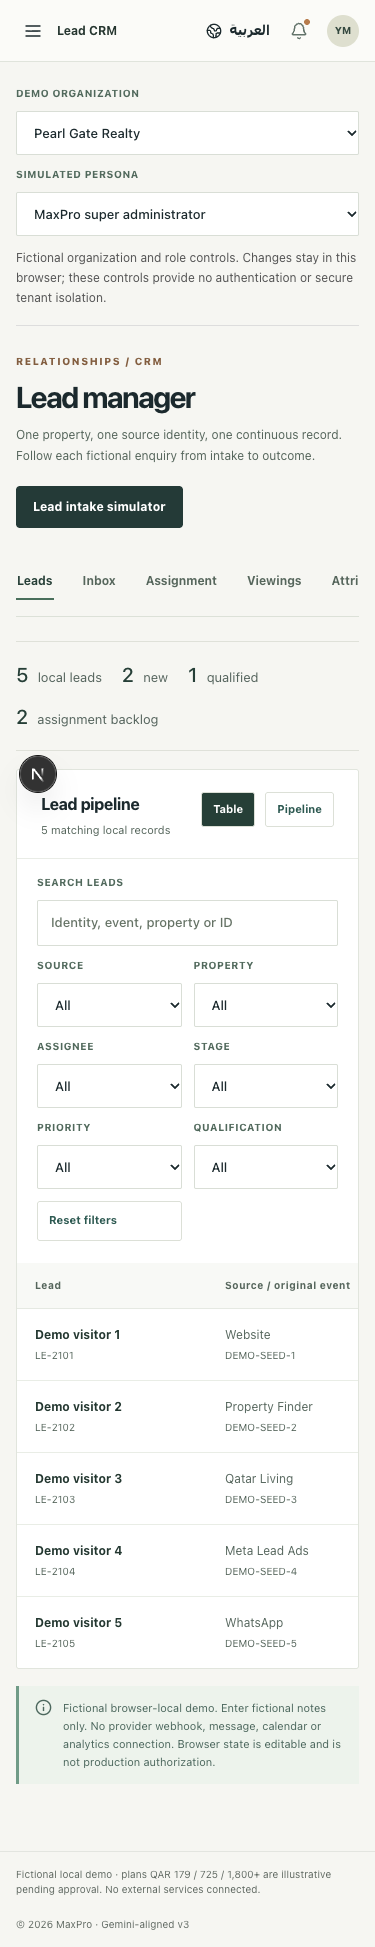 Lead CRM
العربية
YM
DEMO ORGANIZATION
Pearl Gate Realty
SIMULATED PERSONA
MaxPro super administrator
Fictional organization and role controls. Changes stay in this
browser; these controls provide no authentication or secure
tenant isolation.
RELATIONSHIPS / CRM
Lead manager
One property, one source identity, one continuous record.
Follow each fictional enquiry from intake to outcome.
Lead intake simulator
Leads Inbox Assignment Viewings Attri
5 local leads 2 new 1 qualified
2 assignment backlog
N
Lead pipeline
5 matching local records
Table Pipeline
SEARCH LEADS
Identity, event, property or ID
SOURCE PROPERTY
All All
ASSIGNEE STAGE
All All
PRIORITY QUALIFICATION
All All
Reset filters
Lead Source / original event
Demo visitor 1 Website
LE-2101 DEMO-SEED-1
Demo visitor 2 Property Finder
LE-2102 DEMO-SEED-2
Demo visitor 3 Qatar Living
LE-2103 DEMO-SEED-3
Demo visitor 4 Meta Lead Ads
LE-2104 DEMO-SEED-4
Demo visitor 5 WhatsApp
LE-2105 DEMO-SEED-5
Fictional browser-local demo. Enter fictional notes
only. No provider webhook, message, calendar or
analytics connection. Browser state is editable and is
not production authorization.
Fictional local demo · plans QAR 179 / 725 / 1,800+ are illustrative
pending approval. No external services connected.
© 2026 MaxPro · Gemini-aligned v3